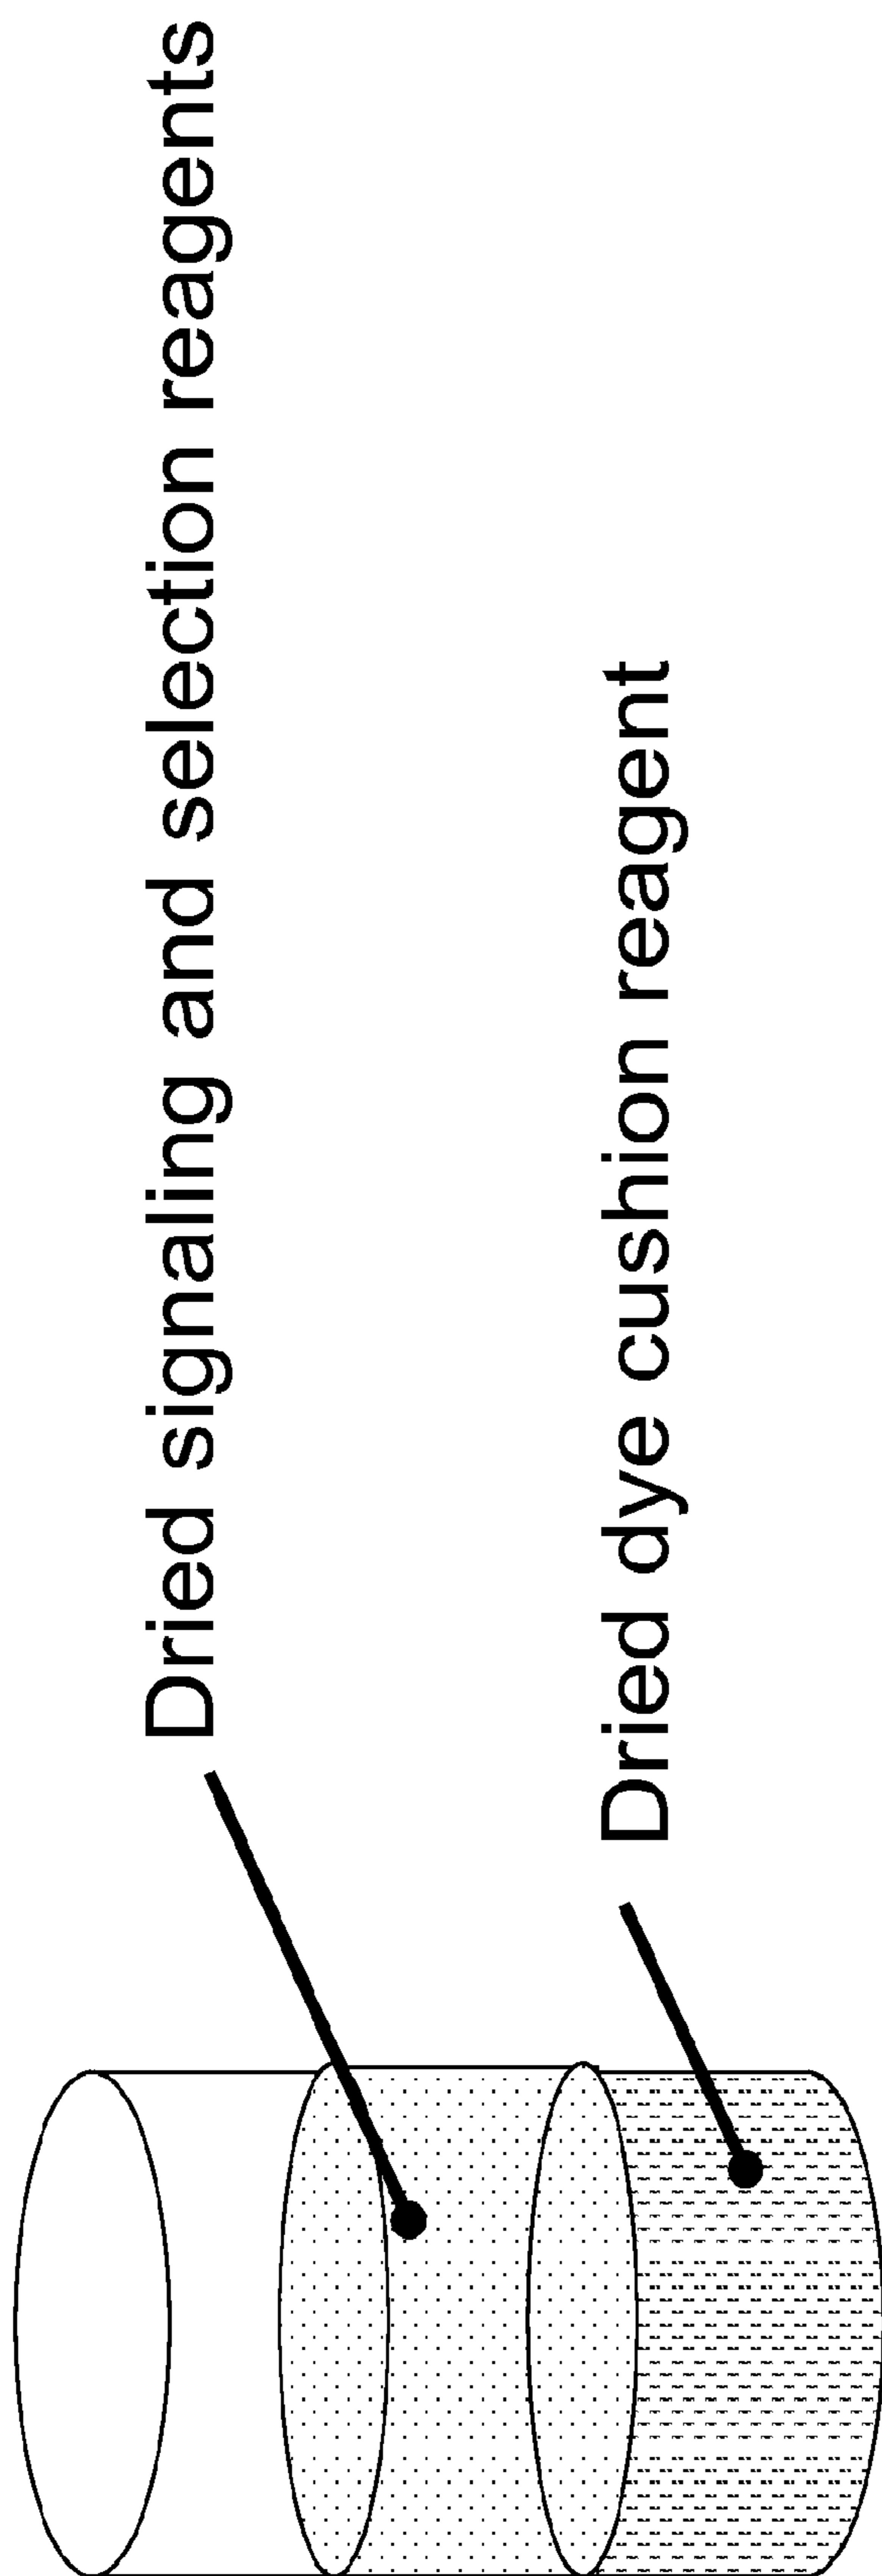 Dried signaling and selection reagents
Dried dye cushion reagent